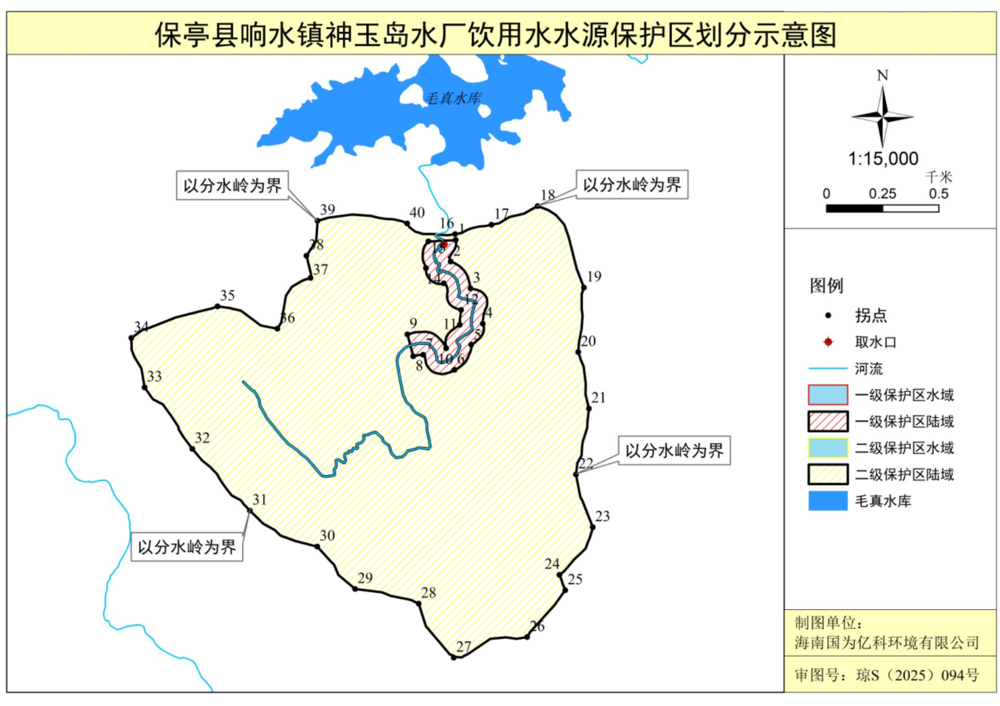 保亭县响水镇神玉岛水厂饮用水水源保护区划分示意图
毛真水库
N
1:15,000
千米
0 0.25 0.5
以分水岭为界
以分水岭为界
18
39
40
17
16
1
38
15
2
37
14
3
19
35
12
36
34
4
9
11
5
20
7
10
6
8
33
21
32
以分水岭为界
22
31
23
以分水岭为界
30
24
25
29
28
26
27
图例
拐点
取水口
河流
一级保护区水域
一级保护区陆域
二级保护区水域
二级保护区陆域
毛真水库
制图单位：
海南国为亿科环境有限公司
审图号：琼S（2025）094号